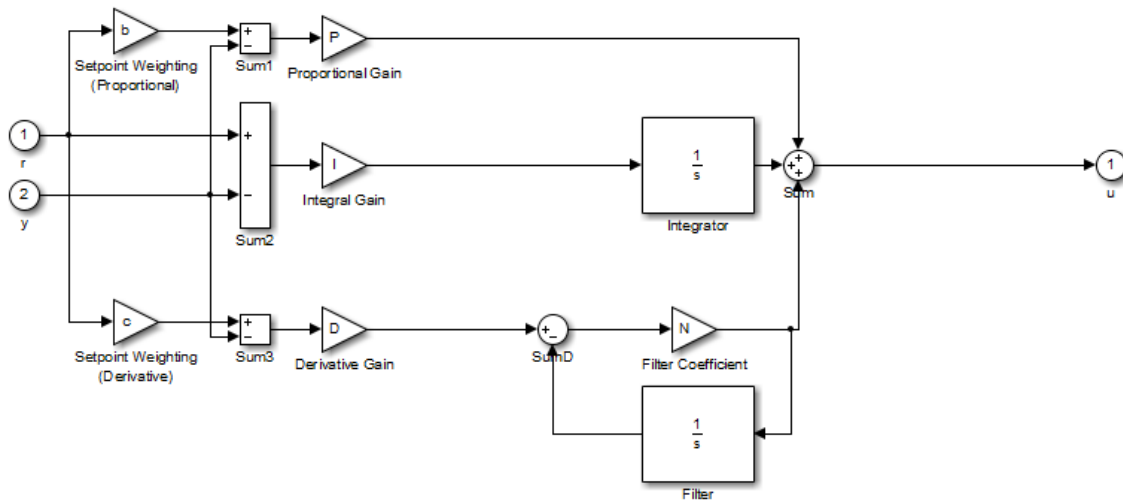 b
+
−
Setpoint Weighting
(Proportional)
Sum1
P
Proportional Gain
1
r
2
y
+
−
Sum2
I
Integral Gain
1
s
Integrator
+
+
+
Sum
1
u
c
Setpoint Weighting
(Derivative)
+
−
Sum3
D
Derivative Gain
+
−
SumD
N
Filter Coefficient
1
s
Filter